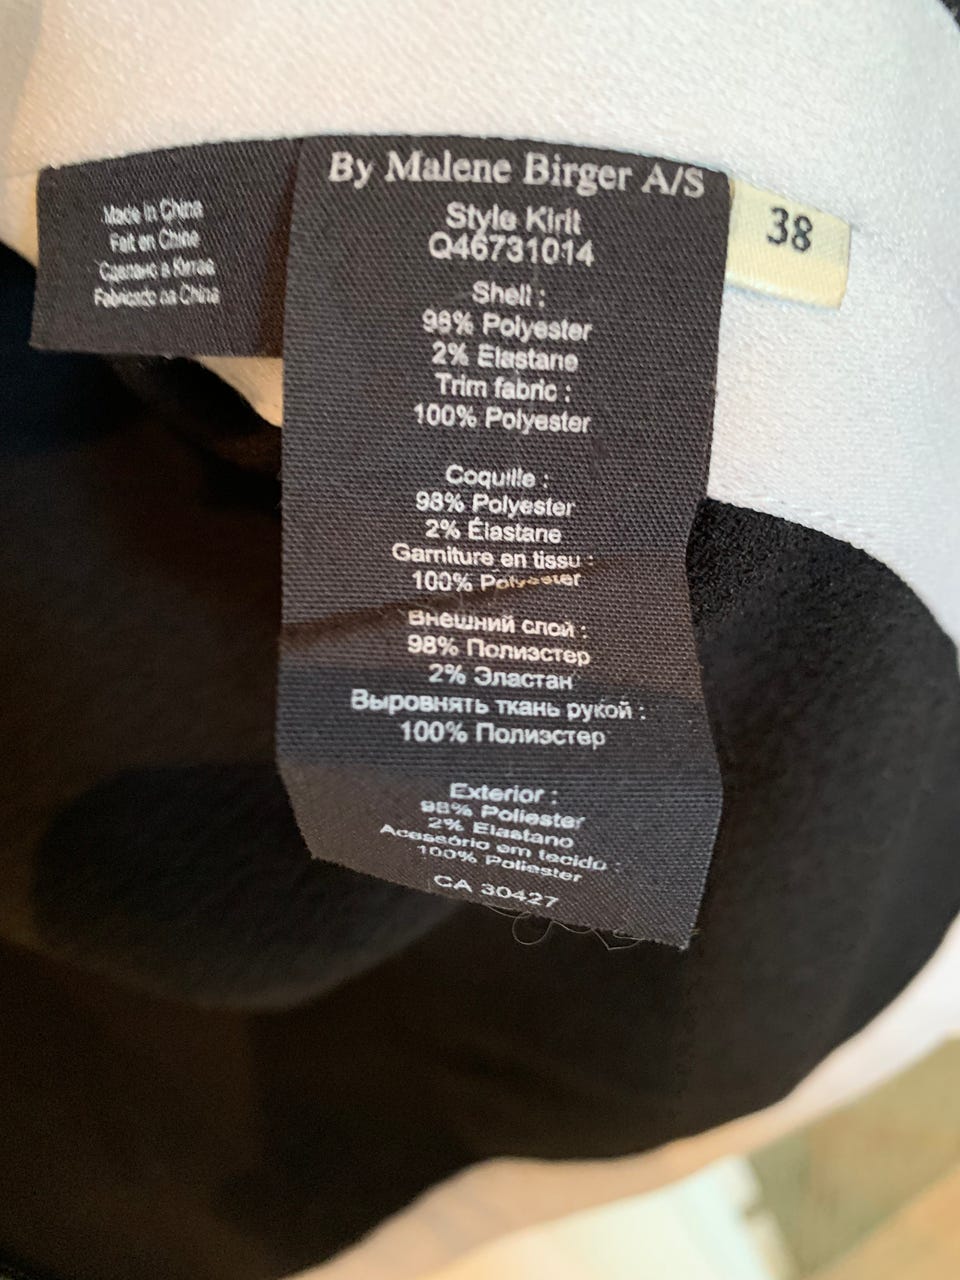 Made in China
Fait en Chine
Сделано в Китае
Fabricado na China
By Malene Birger A/S
Style Kirit
Q46731014
Shell :
98% Polyester
2% Elastane
Trim fabric :
100% Polyester
Coquille :
98% Polyester
2% Élastane
Garniture en tissu :
100% Polyester
Внешний слой :
98% Полиэстер
2% Эластан
Выровнять ткань рукой :
100% Полиэстер
Exterior :
98% Poliester
2% Elastano
Acessório em tecido :
100% Poliester
CA 30427
38